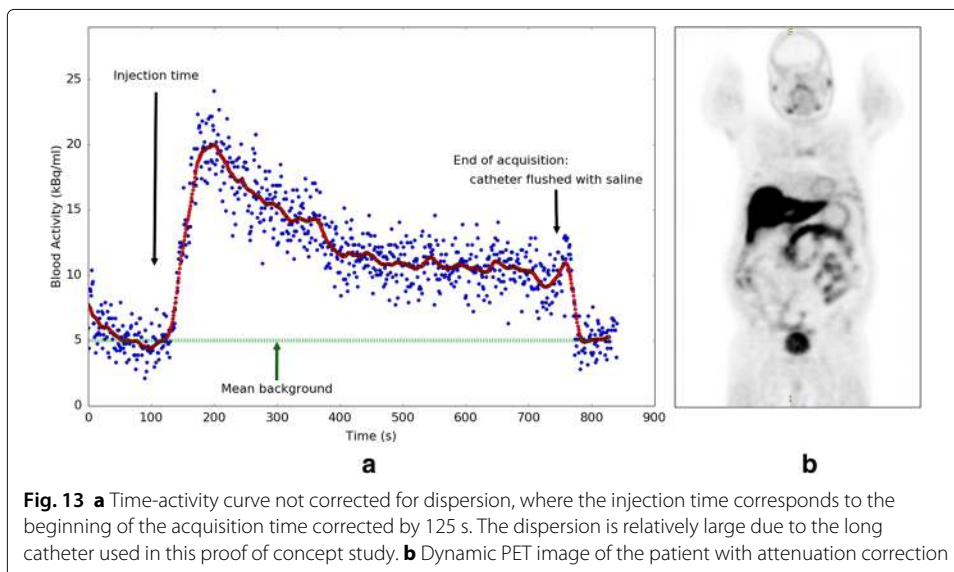 25
20
15
10
5
0
Blood Activity (kBq/ml)
Injection time
End of acquisition:
catheter flushed with saline
Mean background
0 100 200 300 400 500 600 700 800 900
Time (s)
a
b
Fig. 13 a Time-activity curve not corrected for dispersion, where the injection time corresponds to the
beginning of the acquisition time corrected by 125 s. The dispersion is relatively large due to the long
catheter used in this proof of concept study. b Dynamic PET image of the patient with attenuation correction